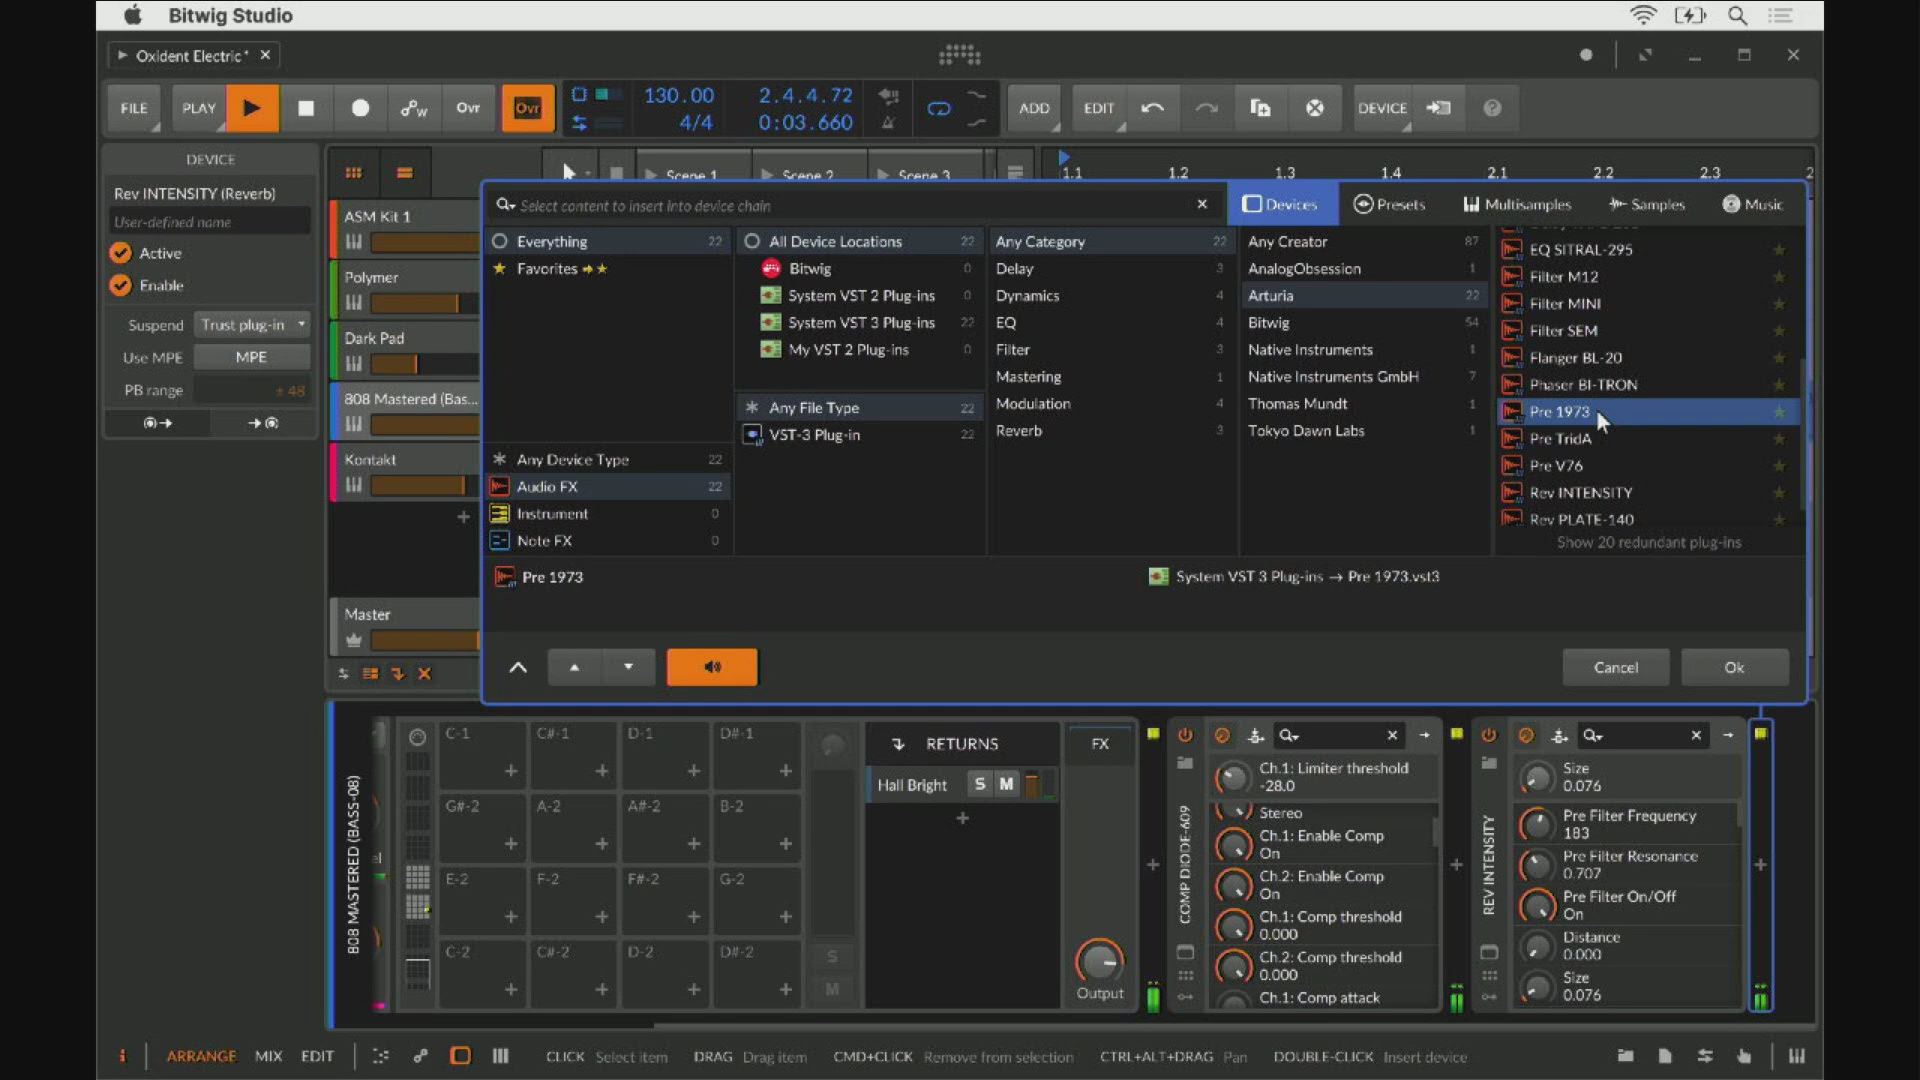 Bitwig Studio
Oxident Electric*
FILE
PLAY
Ovr
Ovr
130.00
4/4
2.4.4.72
0:03.660
ADD
EDIT
DEVICE
DEVICE
Rev INTENSITY (Reverb)
User-defined name
Active
Enable
Suspend Trust plug-in
Use MPE MPE
PB range ± 48
ASM Kit 1
Polymer
Dark Pad
808 Mastered (Bas...
Kontakt
Master
Scene 1
Scene 2
Scene 3
1.1
1.2
1.3
1.4
2.1
2.2
2.3
Select content to insert into device chain
Devices
Presets
Multisamples
Samples
Music
Everything 22
Favorites
Any Device Type 22
Audio FX 22
Instrument 0
Note FX 0
All Device Locations 22
Bitwig 0
System VST 2 Plug-ins 0
System VST 3 Plug-ins 22
My VST 2 Plug-ins 0
Any File Type 22
VST-3 Plug-in 22
Any Category 22
Delay 3
Dynamics 4
EQ 4
Filter 3
Mastering 1
Modulation 4
Reverb 3
Any Creator 87
AnalogObsession 1
Arturia 22
Bitwig 54
Native Instruments 1
Native Instruments GmbH 7
Thomas Mundt 1
Tokyo Dawn Labs 1
EQ SITRAL-295
Filter M12
Filter MINI
Filter SEM
Flanger BL-20
Phaser BI-TRON
Pre 1973
Pre TridA
Pre V76
Rev INTENSITY
Rev PLATE-140
Show 20 redundant plug-ins
Pre 1973
System VST 3 Plug-ins → Pre 1973.vst3
Cancel
Ok
808 MASTERED (BASS-08)
C-1
C#-1
D-1
D#-1
G#-2
A-2
A#-2
B-2
E-2
F-2
F#-2
G-2
C-2
C#-2
D-2
D#-2
S
M
RETURNS
Hall Bright S M
FX
Output
COMP DIODE-609
Ch.1: Limiter threshold
-28.0
Stereo
Ch.1: Enable Comp
On
Ch.2: Enable Comp
On
Ch.1: Comp threshold
0.000
Ch.2: Comp threshold
0.000
Ch.1: Comp attack
REV INTENSITY
Size
0.076
Pre Filter Frequency
183
Pre Filter Resonance
0.707
Pre Filter On/Off
On
Distance
0.000
Size
0.076
i
ARRANGE
MIX
EDIT
CLICK Select item
DRAG Drag item
CMD+CLICK Remove from selection
CTRL+ALT+DRAG Pan
DOUBLE-CLICK Insert device